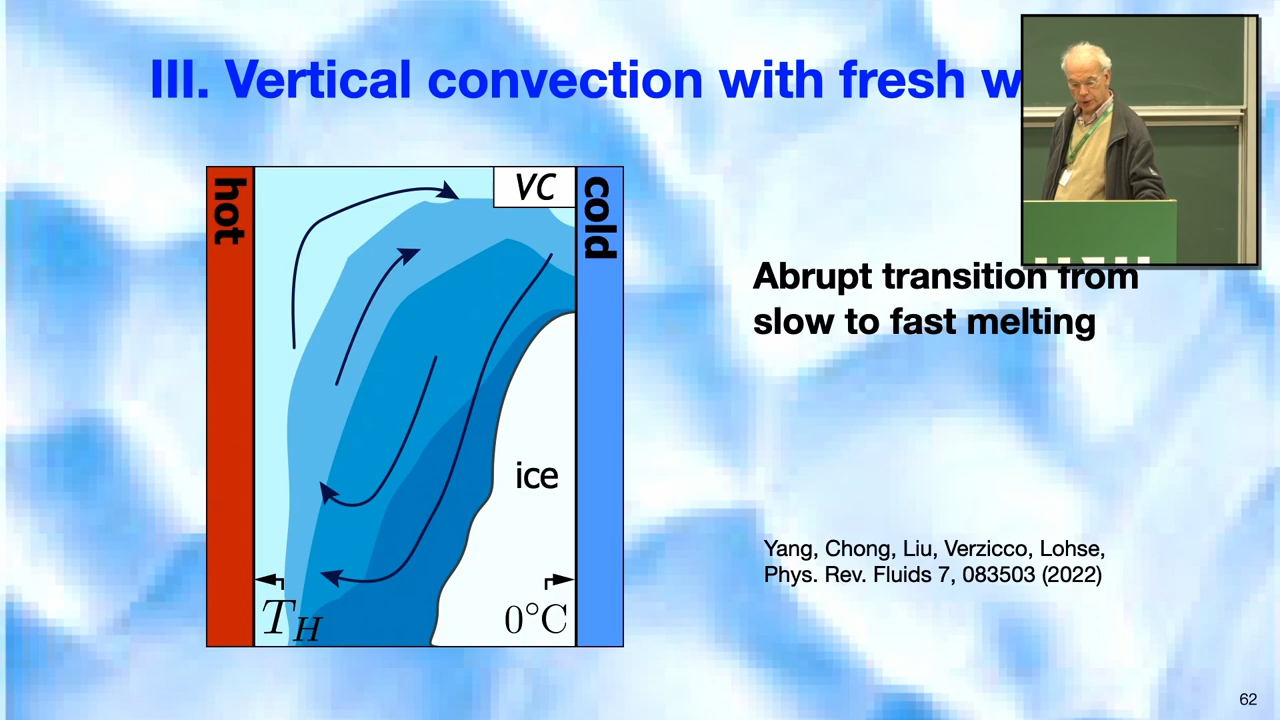 III. Vertical convection with fresh
hot
VC
cold
Abrupt transition from
slow to fast melting
ice
Yang, Chong, Liu, Verzicco, Lohse,
Phys. Rev. Fluids 7, 083503 (2022)
T_H
0°C
62